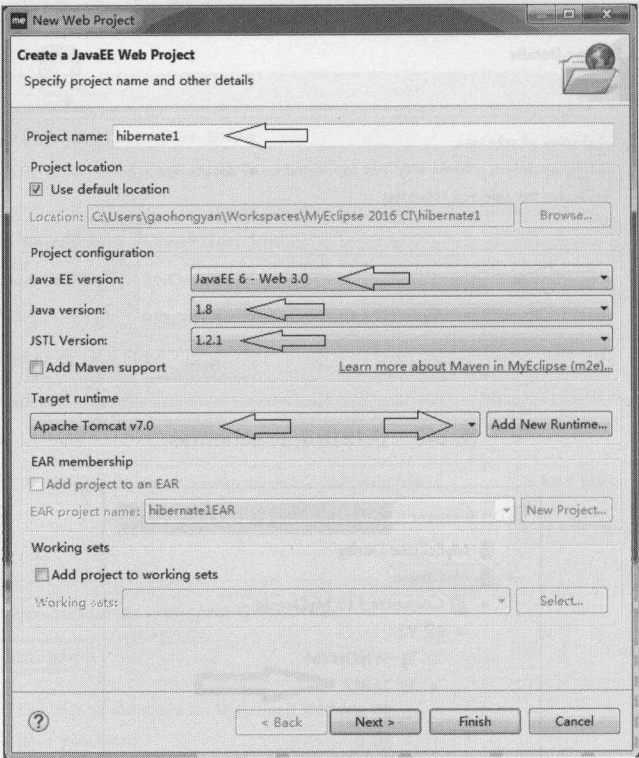 me New Web Project
Create a JavaEE Web Project
Specify project name and other details
Project name: hibernate1
Project location
Use default location
Location: C:\Users\gaohongyan\Workspaces\MyEclipse 2016 CI\hibernate1 Browse...
Project configuration
Java EE version: JavaEE 6 - Web 3.0
Java version: 1.8
JSTL Version: 1.2.1
Add Maven support Learn more about Maven in MyEclipse (m2e)...
Target runtime
Apache Tomcat v7.0 Add New Runtime...
EAR membership
Add project to an EAR
EAR project name: hibernate1EAR New Project...
Working sets
Add project to working sets
Working sets: Select...
? < Back Next > Finish Cancel